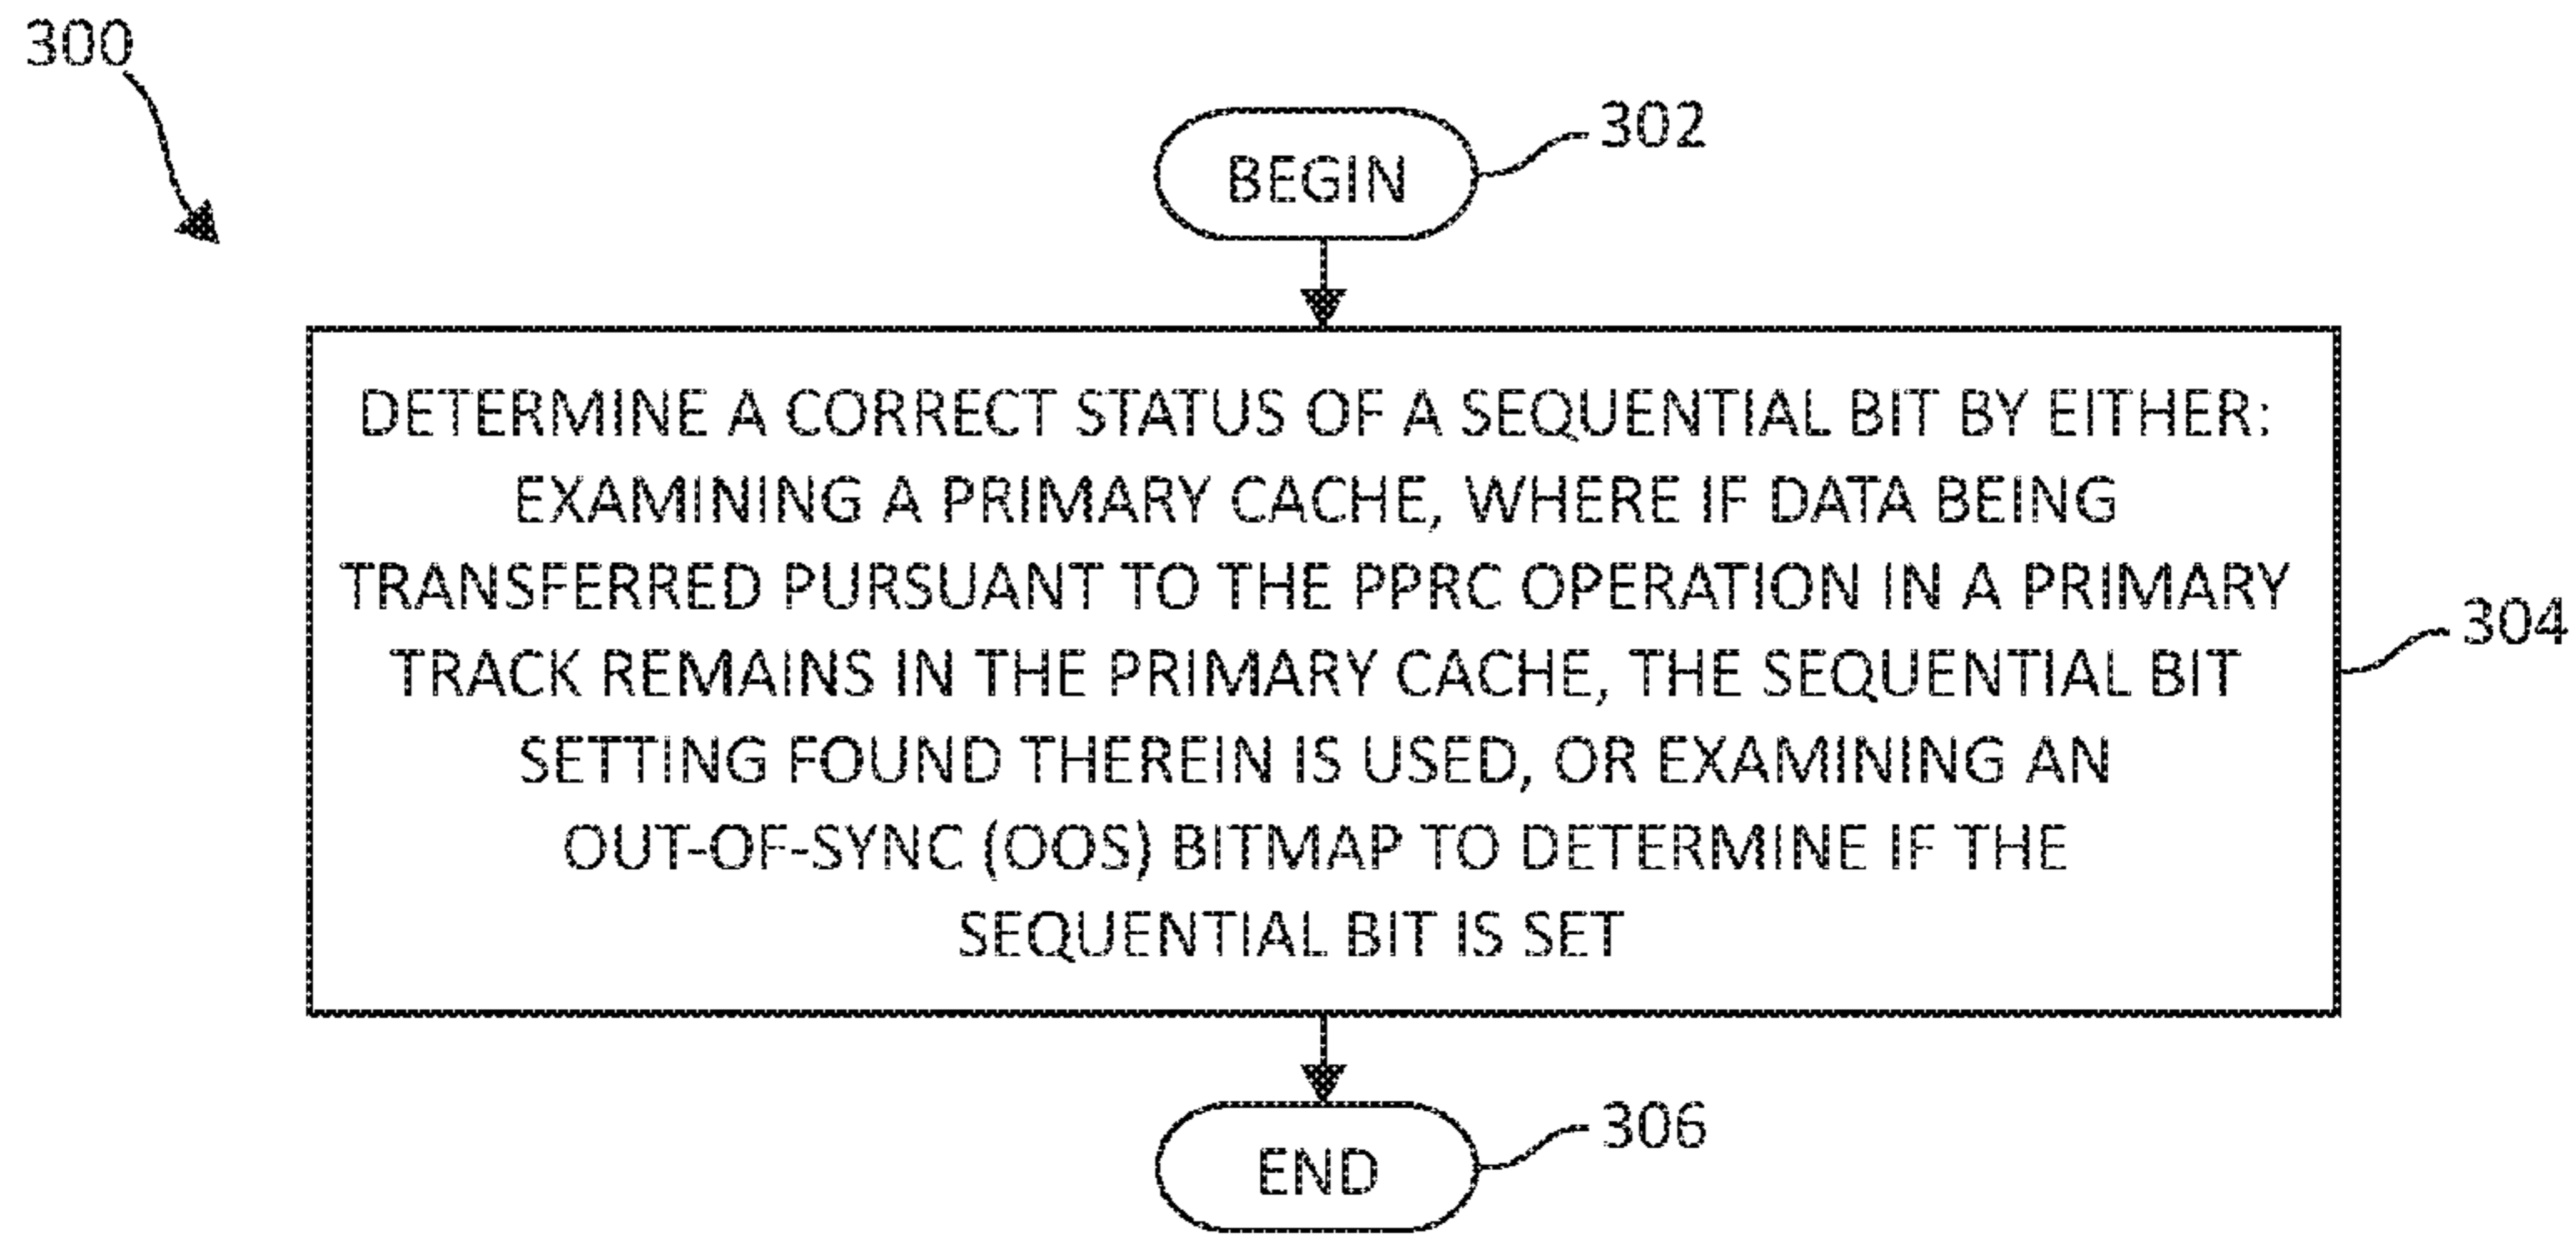 300
302
BEGIN
DETERMINE A CORRECT STATUS OF A SEQUENTIAL BIT BY EITHER:
EXAMINING A PRIMARY CACHE, WHERE IF DATA BEING
TRANSFERRED PURSUANT TO THE PPRC OPERATION IN A PRIMARY
TRACK REMAINS IN THE PRIMARY CACHE, THE SEQUENTIAL BIT
SETTING FOUND THEREIN IS USED, OR EXAMINING AN
OUT-OF-SYNC (OOS) BITMAP TO DETERMINE IF THE
SEQUENTIAL BIT IS SET
304
306
END